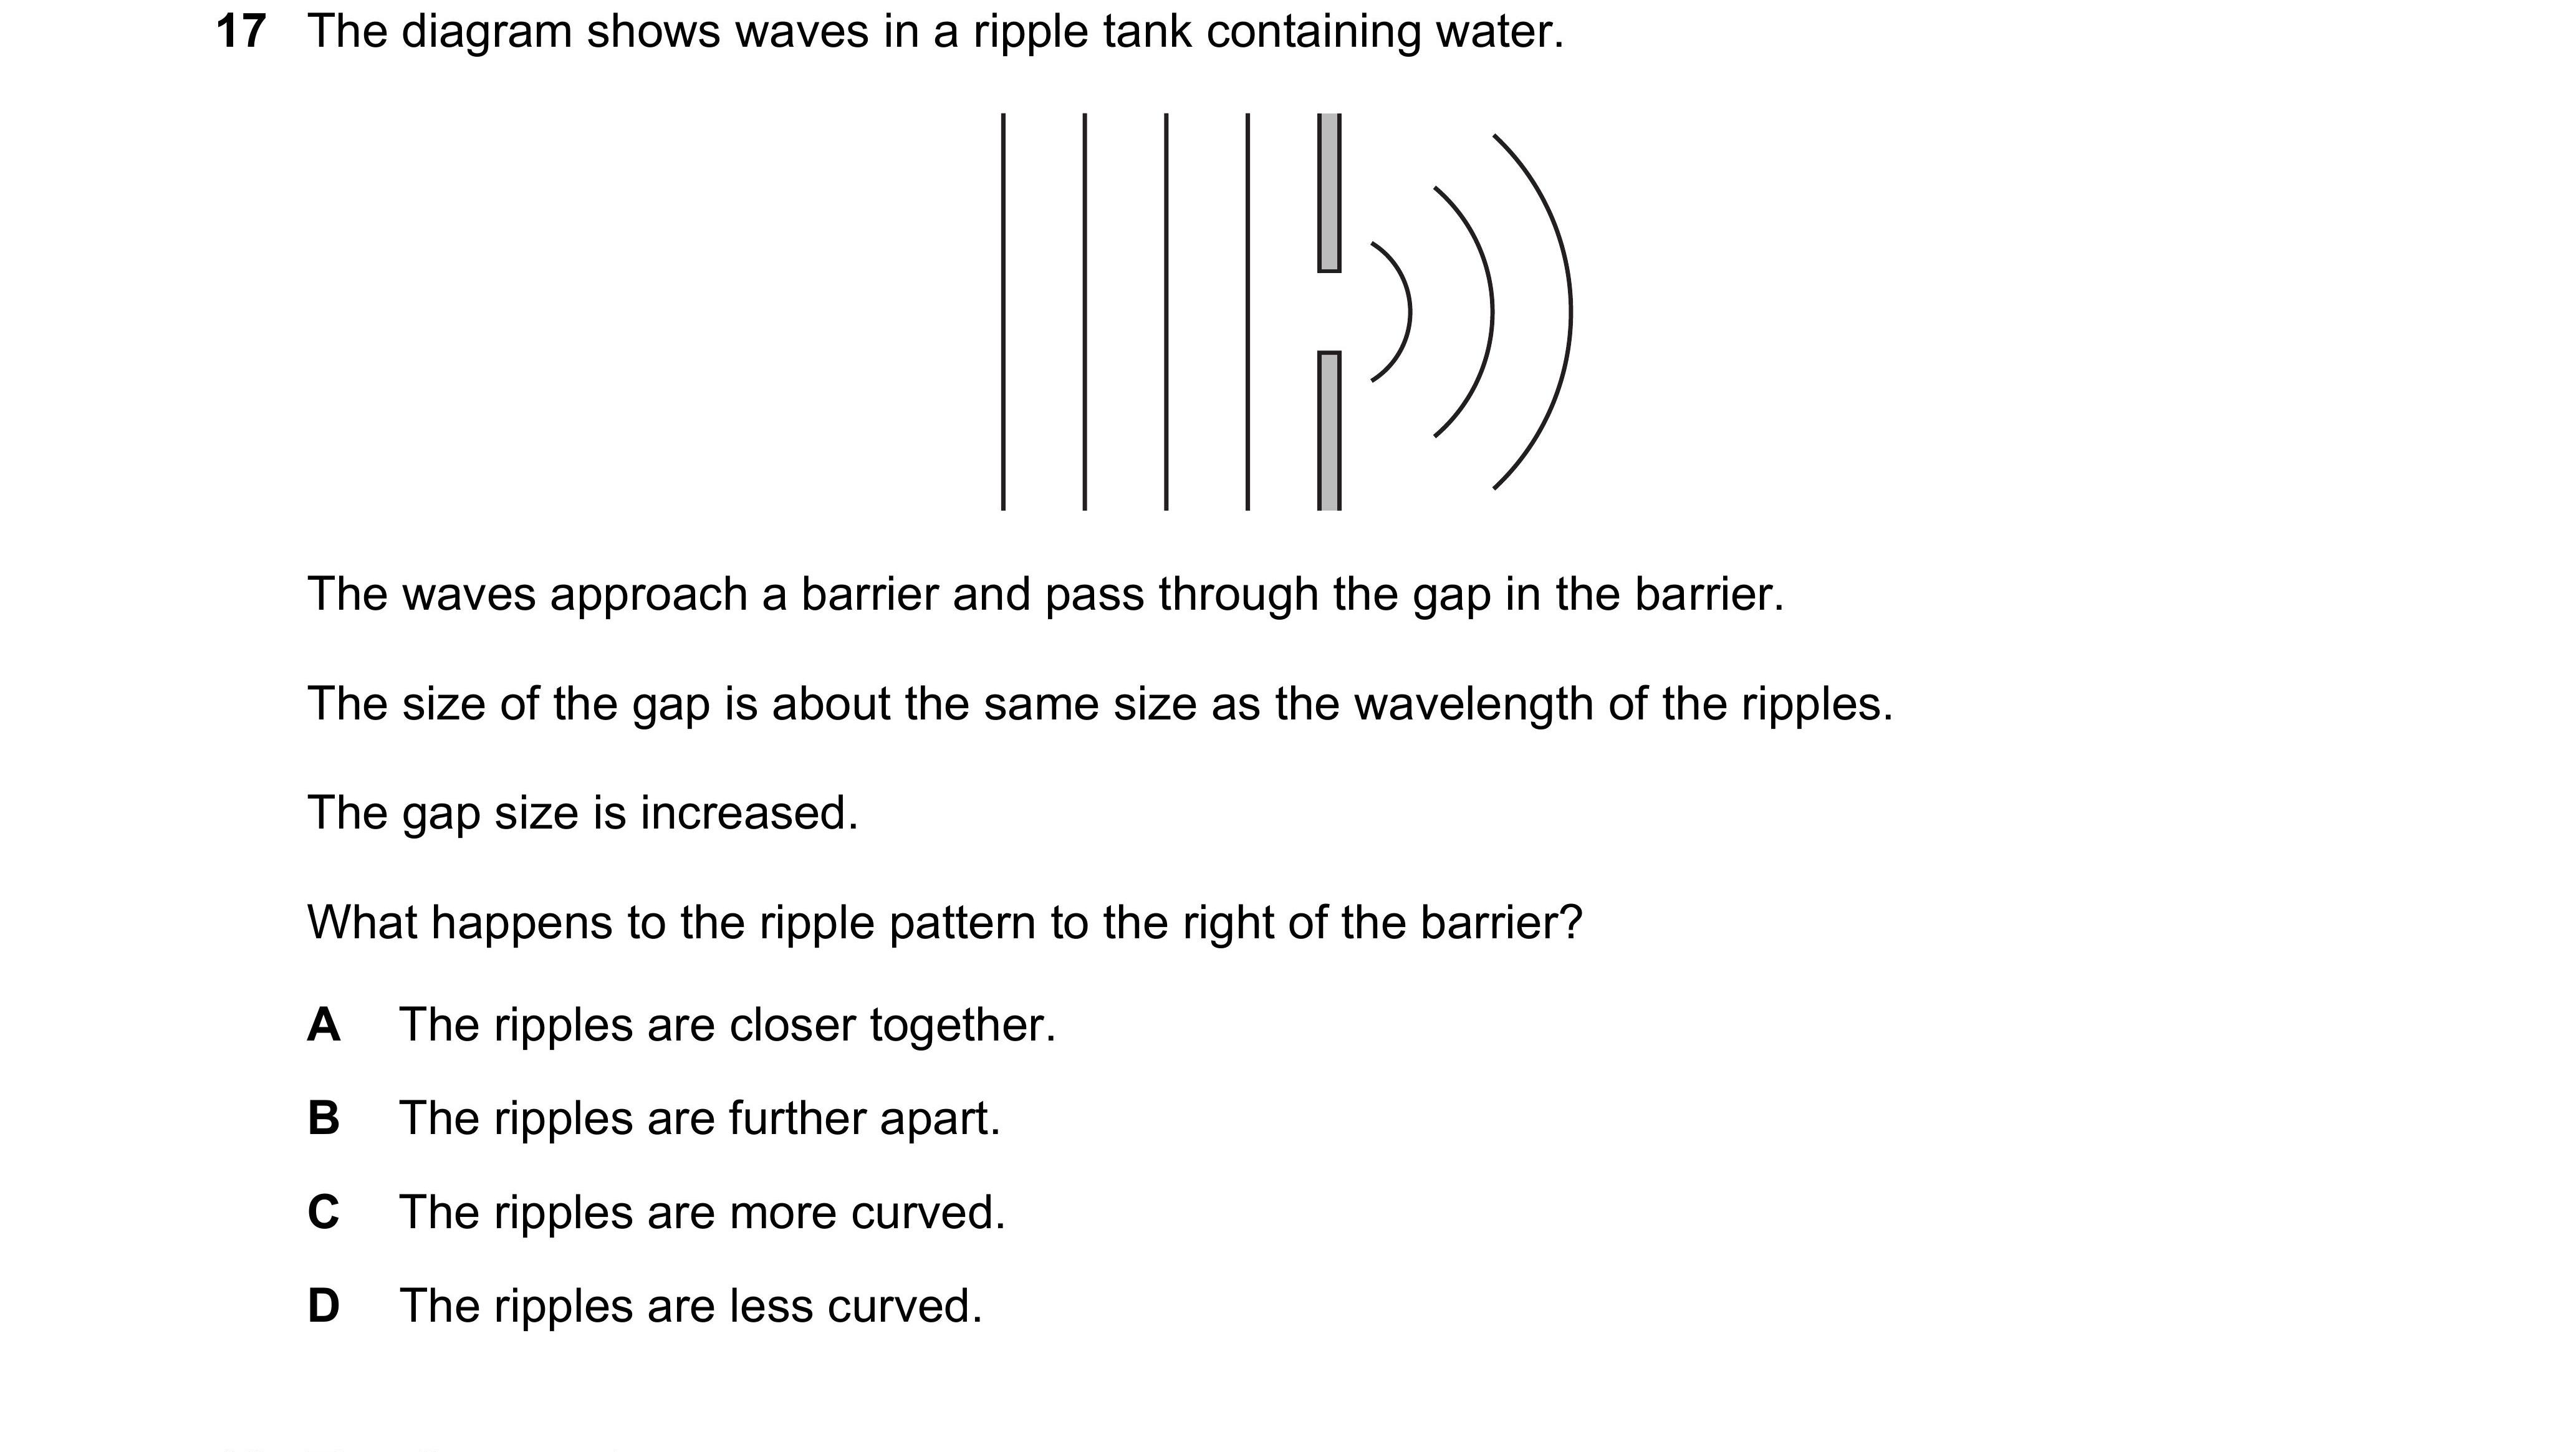 17 The diagram shows waves in a ripple tank containing water.
The waves approach a barrier and pass through the gap in the barrier.
The size of the gap is about the same size as the wavelength of the ripples.
The gap size is increased.
What happens to the ripple pattern to the right of the barrier?
A The ripples are closer together.
B The ripples are further apart.
C The ripples are more curved.
D The ripples are less curved.